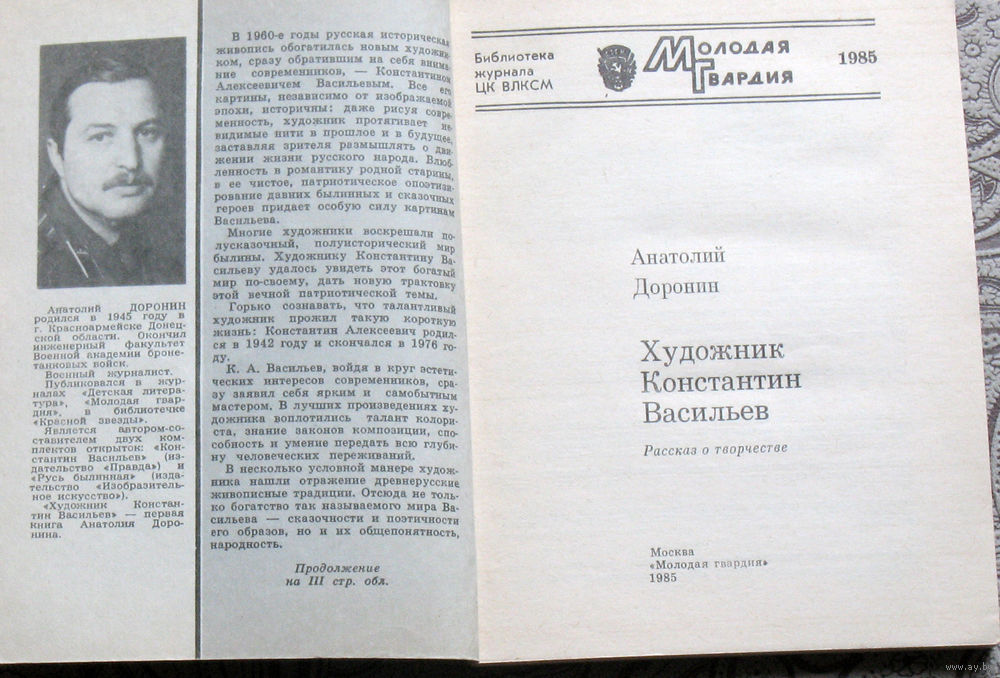 Анатолий ДОРОНИН
родился в 1945 году в
г. Красноармейске Донец-
ской области. Окончил
инженерный факультет
Военной академии броне-
танковых войск.
Военный журналист.
Публиковался в жур-
налах «Детская литера-
тура», «Молодая гвар-
дия», в библиотечке
«Красной звезды».
Является автором-со-
ставителем двух ком-
плектов открыток: «Кон-
стантин Васильев» (из-
дательство «Правда») и
«Русь былинная» (изда-
тельство «Изобразитель-
ное искусство»).
«Художник Констан-
тин Васильев» — первая
книга Анатолия Доро-
нина.
В 1960-е годы русская историческая
живопись обогатилась новым художни-
ком, сразу обратившим на себя внима-
ние современников, — Константином
Алексеевичем Васильевым. Все его
картины, независимо от изображаемой
эпохи, историчны: даже рисуя совре-
менность, художник протягивает не-
видимые нити в прошлое и в будущее,
заставляя зрителя размышлять о дви-
жении жизни русского народа. Влюб-
ленность в романтику родной старины,
в ее чистое, патриотическое опоэтизи-
рование давних былинных и сказочных
героев придает особую силу картинам
Васильева.
Многие художники воскрешали по-
лусказочный, полуисторический мир
былины. Художнику Константину Ва-
сильеву удалось увидеть этот богатый
мир по-своему, дать новую трактовку
этой вечной патриотической темы.
Горько сознавать, что талантливый
художник прожил такую короткую
жизнь: Константин Алексеевич родил-
ся в 1942 году и скончался в 1976 го-
ду.
К. А. Васильев, войдя в круг эстети-
ческих интересов современников, сра-
зу заявил себя ярким и самобытным
мастером. В лучших произведениях ху-
дожника воплотились талант колори-
ста, знание законов композиции, спо-
собность и умение передать всю глуби-
ну человеческих переживаний.
В несколько условной манере худож-
ника нашли отражение древнерусские
живописные традиции. Отсюда не толь-
ко богатство так называемого мира Ва-
сильева — сказочности и поэтичности
его образов, но и их общепонятность,
народность.
Продолжение
на III стр. обл.
Библиотека
журнала
ЦК ВЛКСМ
МОЛОДАЯ
ГВАРДИЯ
1985
Анатолий
Доронин
Художник
Константин
Васильев
Рассказ о творчестве
Москва
«Молодая гвардия»
1985
www.ay.by